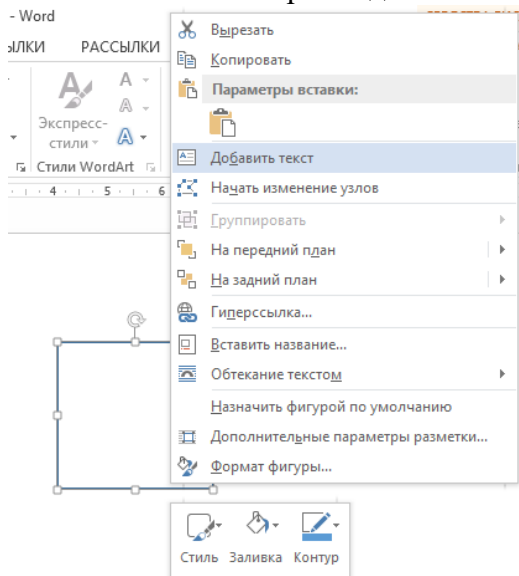 - Word
ЫЛКИ РАССЫЛКИ
Экспресс-
стили
Стили WordArt
4 5 6
Вырезать
Копировать
Параметры вставки:
Добавить текст
Начать изменение узлов
Группировать
На передний план
На задний план
Гиперссылка...
Вставить название...
Обтекание текстом
Назначить фигурой по умолчанию
Дополнительные параметры разметки...
Формат фигуры...
Стиль Заливка Контур